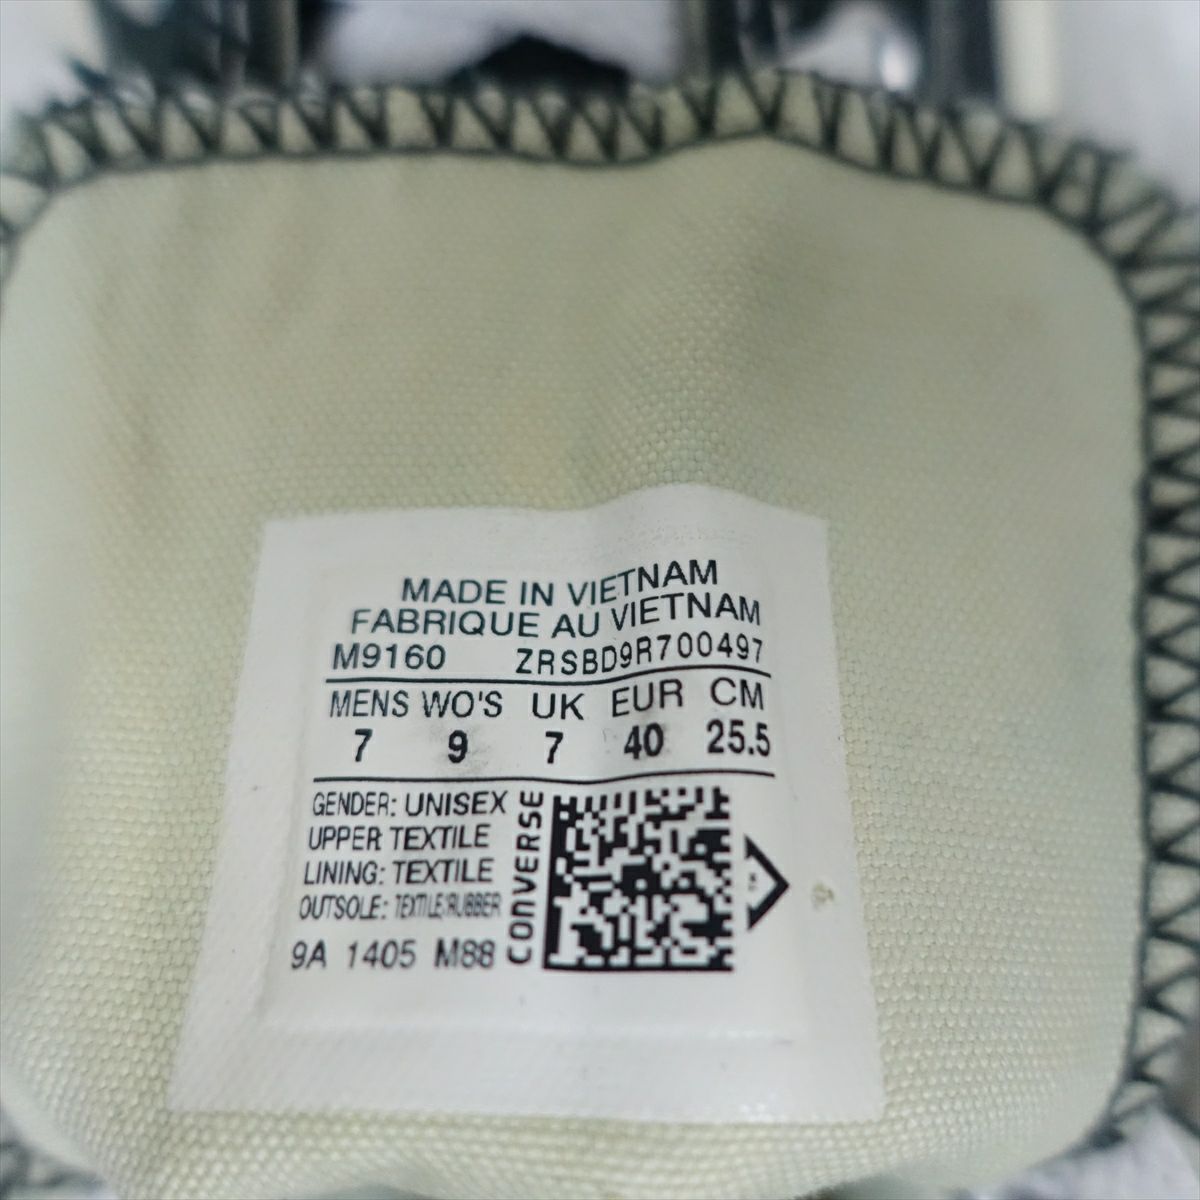 MADE IN VIETNAM
FABRIQUE AU VIETNAM
M9160 ZRSBD9R700497
MENS WO'S UK EUR CM
7 9 7 40 25.5
GENDER: UNISEX
UPPER TEXTILE
LINING: TEXTILE
OUTSOLE: TEXTILE/RUBBER
9A 1405 M88
CONVERSE